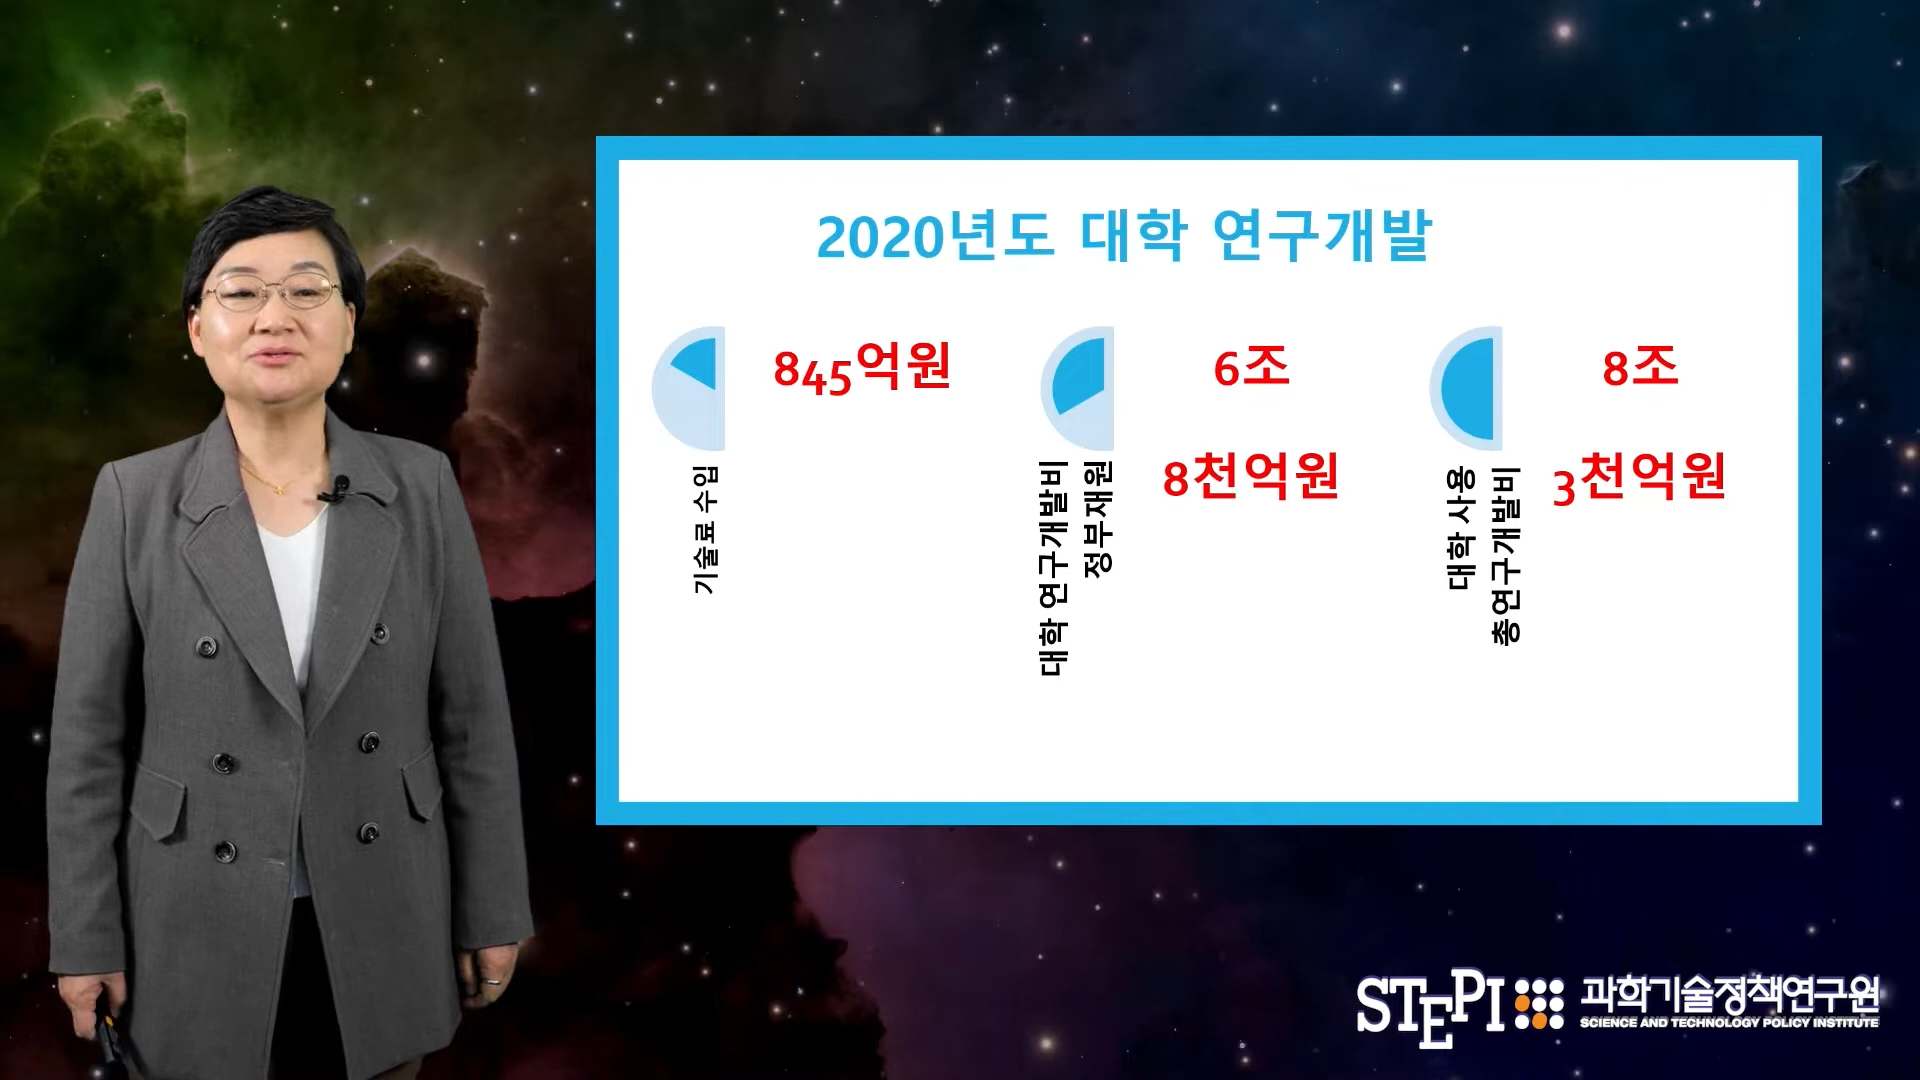 2020년도 대학 연구개발
845억원
기술료 수입
6조
8천억원
대학 연구개발비
정부재원
8조
3천억원
대학 사용
총연구개발비
STEPI 과학기술정책연구원
SCIENCE AND TECHNOLOGY POLICY INSTITUTE